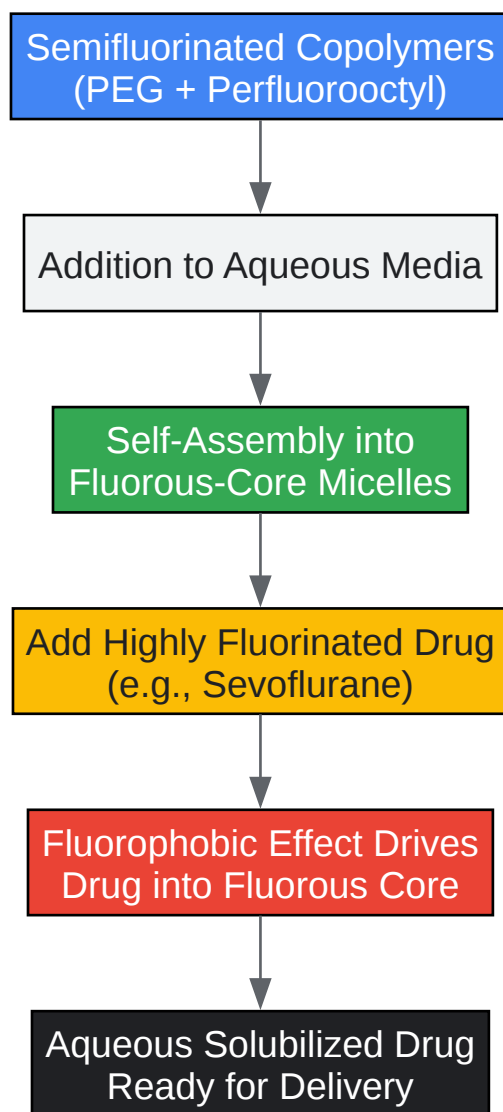 Semifluorinated Copolymers
(PEG + Perfluorooctyl)
Addition to Aqueous Media
Self-Assembly into
Fluorous-Core Micelles
Add Highly Fluorinated Drug
(e.g., Sevoflurane)
Fluorophobic Effect Drives
Drug into Fluorous Core
Aqueous Solubilized Drug
Ready for Delivery